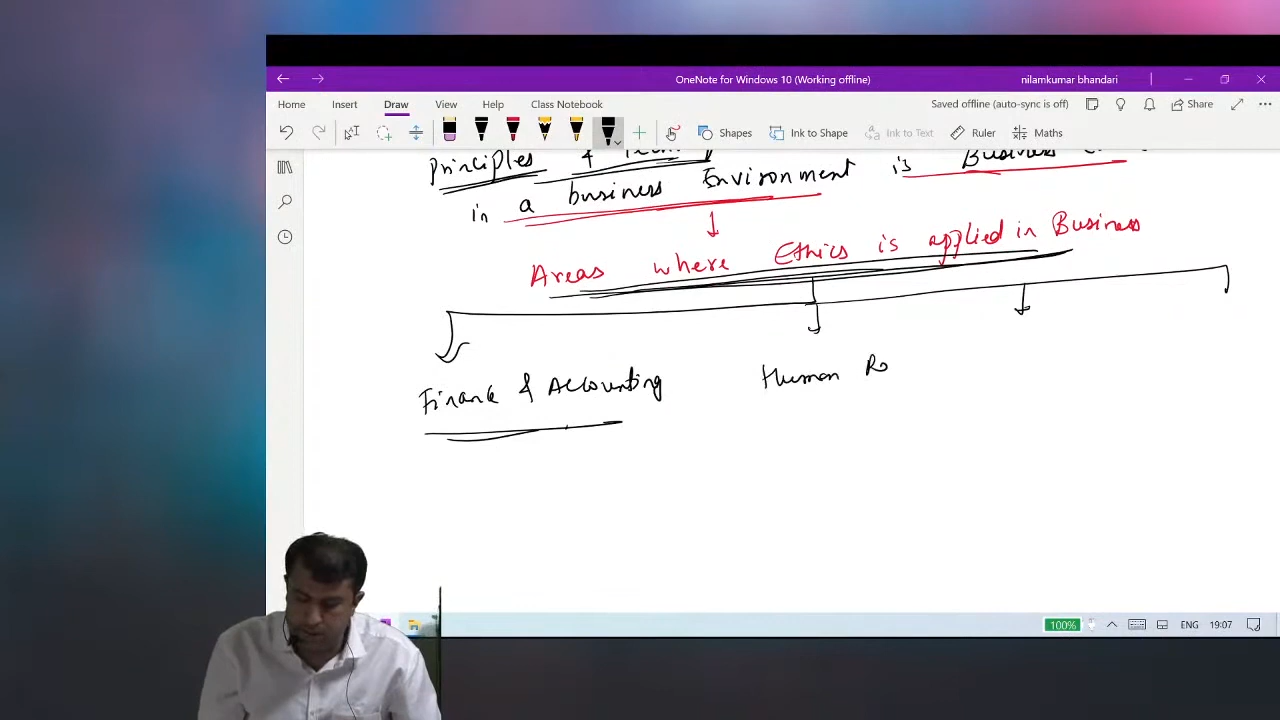 OneNote for Windows 10 (Working offline)
nilamkumar bhandari
Home Insert Draw View Help Class Notebook
Saved offline (auto-sync is off)
Share
Shapes
Ink to Shape
Ink to Text
Ruler
Maths
Principles &
in a business Environment is Business
Areas where Ethics is applied in Business
Finance & Accounting
Human R
100%
ENG
19:07